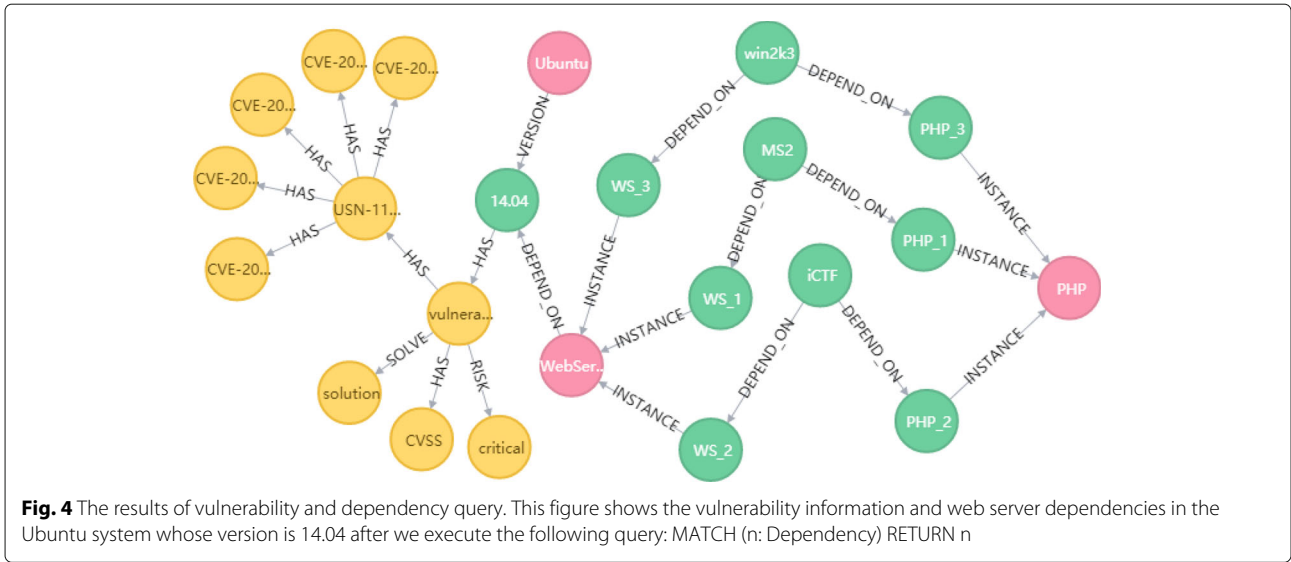 CVE-20...
CVE-20...
CVE-20...
CVE-20...
CVE-20...
HAS
HAS
HAS
HAS
HAS
USN-11...
HAS
Ubuntu
VERSION
14.04
HAS
DEPEND_ON
vulnera...
SOLVE
HAS
RISK
solution
CVSS
critical
win2k3
DEPEND_ON
DEPEND_ON
WS_3
PHP_3
INSTANCE
INSTANCE
MS2
DEPEND_ON
DEPEND_ON
WS_1
PHP_1
INSTANCE
INSTANCE
iCTF
DEPEND_ON
DEPEND_ON
WS_2
PHP_2
INSTANCE
INSTANCE
WebSer...
PHP
Fig. 4 The results of vulnerability and dependency query. This figure shows the vulnerability information and web server dependencies in the
Ubuntu system whose version is 14.04 after we execute the following query: MATCH (n: Dependency) RETURN n